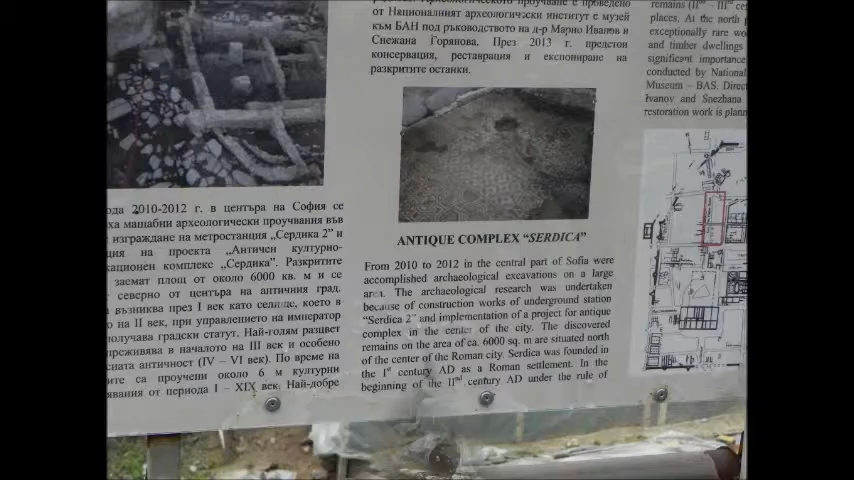 от Националният археологически институт с музей
към БАН под ръководството на д-р Марио Иванов и
Снежана Горянова. През 2013 г. предстои
консервация, реставрация и експониране на
разкритите останки.
ода 2010-2012 г. в центъра на София се
ха мащабни археологически проучвания във
изграждане на метростанция „Сердика 2” и
ция на проекта „Античен културно-
кационен комплекс „Сердика”. Разкритите
заемат площ от около 6000 кв. м и се
северно от центъра на античния град.
възниква през I век като селище, което в
о на II век, при управлението на император
получава градски статут. Най-голям разцвет
преживява в началото на III век и особено
сната античност (IV – VI век). По време на
ите са проучени около 6 м културни
явания от периода I – XIX век. Най-добре
ANTIQUE COMPLEX “SERDICA”
From 2010 to 2012 in the central part of Sofia were
accomplished archaeological excavations on a large
area. The archaeological research was undertaken
because of construction works of underground station
“Serdica 2” and implementation of a project for antique
complex in the center of the city. The discovered
remains on the area of ca. 6000 sq. m are situated north
of the center of the Roman city. Serdica was founded in
the Ist century AD as a Roman settlement. In the
beginning of the IInd century AD under the rule of
remains (IInd – IIIrd ce
places. At the north p
exceptionally rare wo
and timber dwellings
significant importance
conducted by National
Museum – BAS. Direc
Ivanov and Snezhana
restoration work is plann